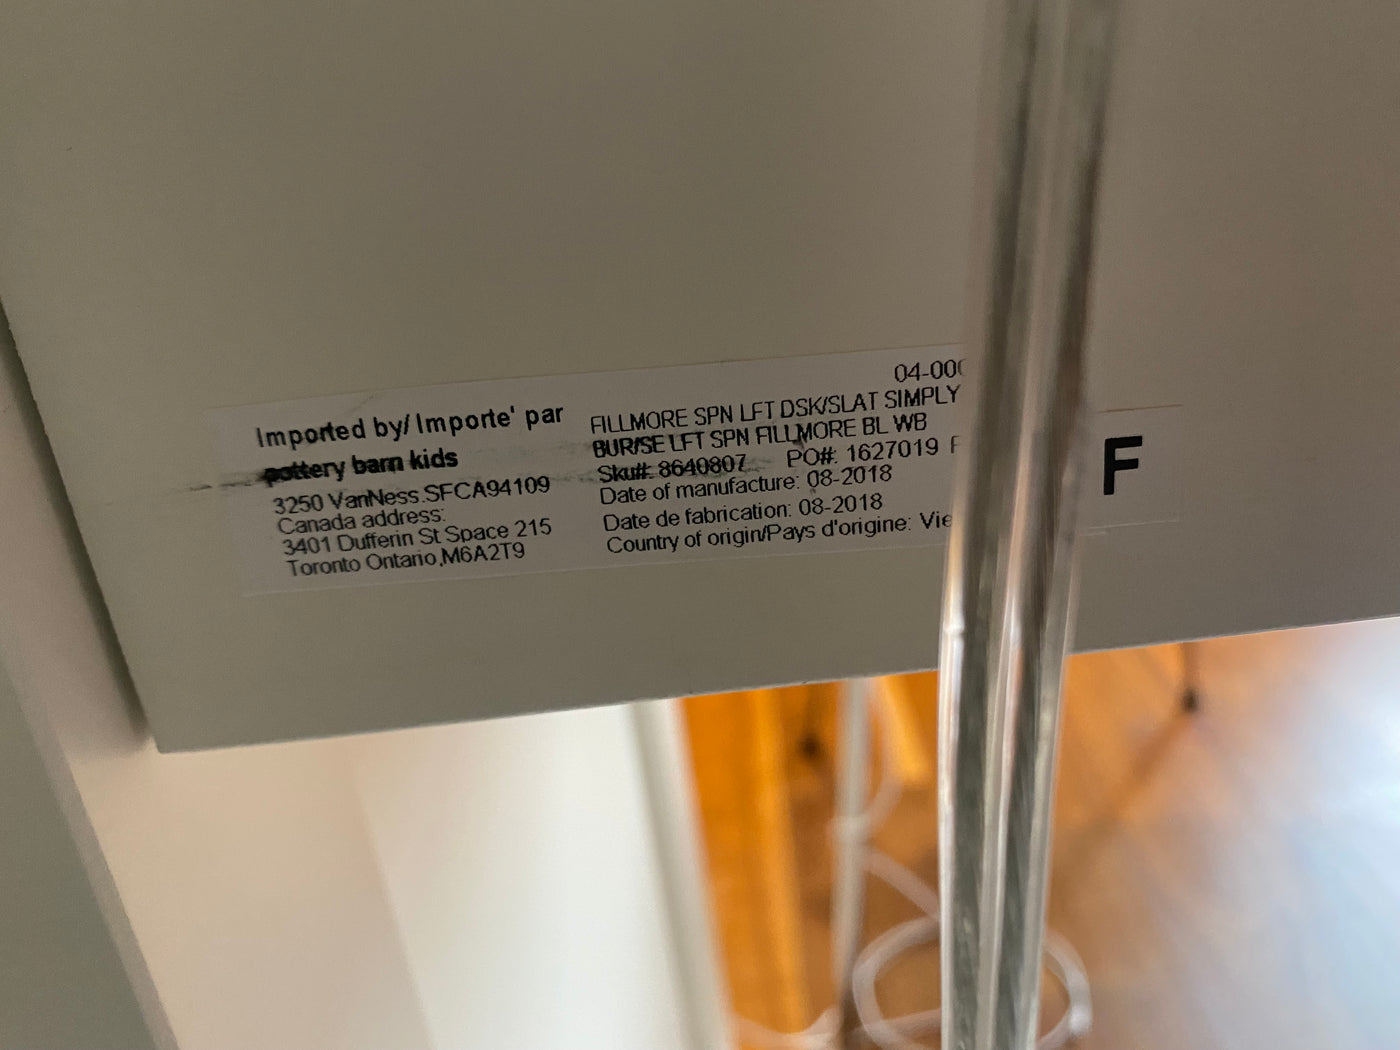 Imported by/ Importe' par
pottery barn kids
3250 VanNess.SFCA94109
Canada address:
3401 Dufferin St Space 215
Toronto Ontario,M6A2T9
04-00
FILLMORE SPN LFT DSK/SLAT SIMPLY
BUR/SE LFT SPN FILLMORE BL WB
Sku#: 8640807 PO#: 1627019 F
Date of manufacture: 08-2018
Date de fabrication: 08-2018
Country of origin/Pays d'origine: Vie
F